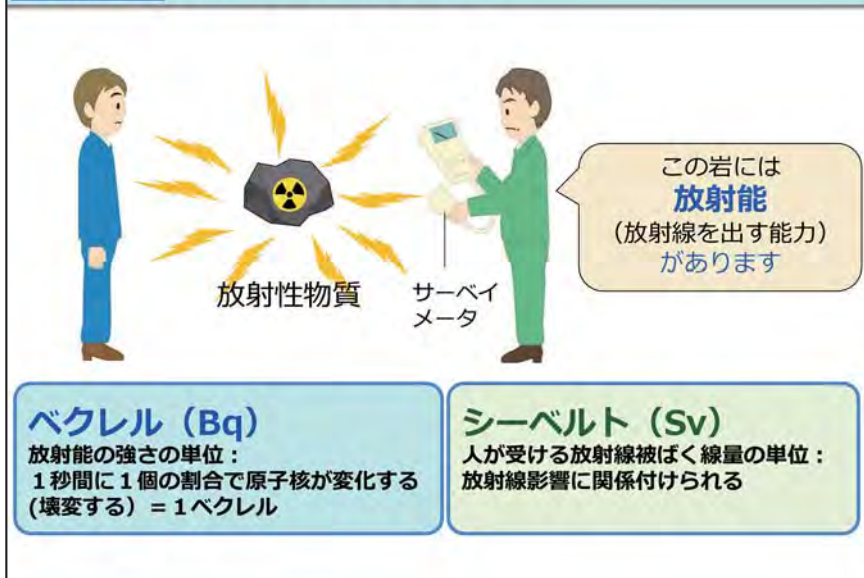 この岩には
放射能
（放射線を出す能力）
があります
放射性物質
サーベイ
メータ
ベクレル（Bq）
放射能の強さの単位：
１秒間に１個の割合で原子核が変化する
(壊変する）＝１ベクレル
シーベルト（Sv）
人が受ける放射線被ばく線量の単位：
放射線影響に関係付けられる